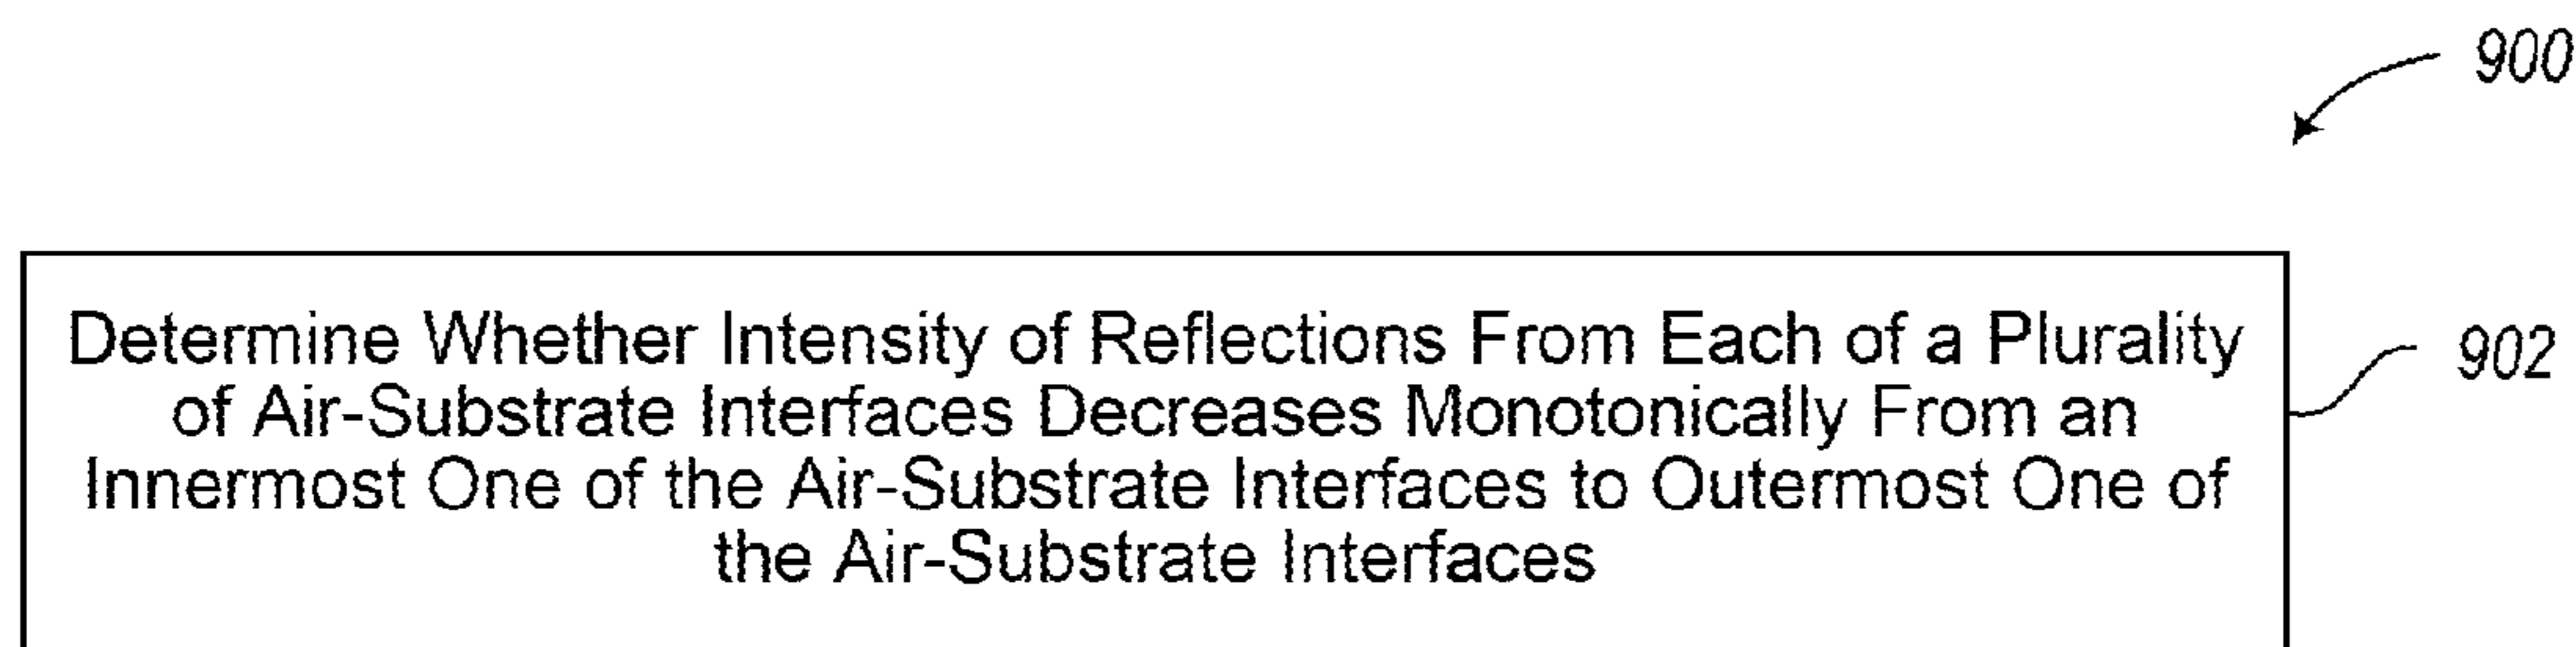 900
Determine Whether Intensity of Reflections From Each of a Plurality
of Air-Substrate Interfaces Decreases Monotonically From an
Innermost One of the Air-Substrate Interfaces to Outermost One of
the Air-Substrate Interfaces
902